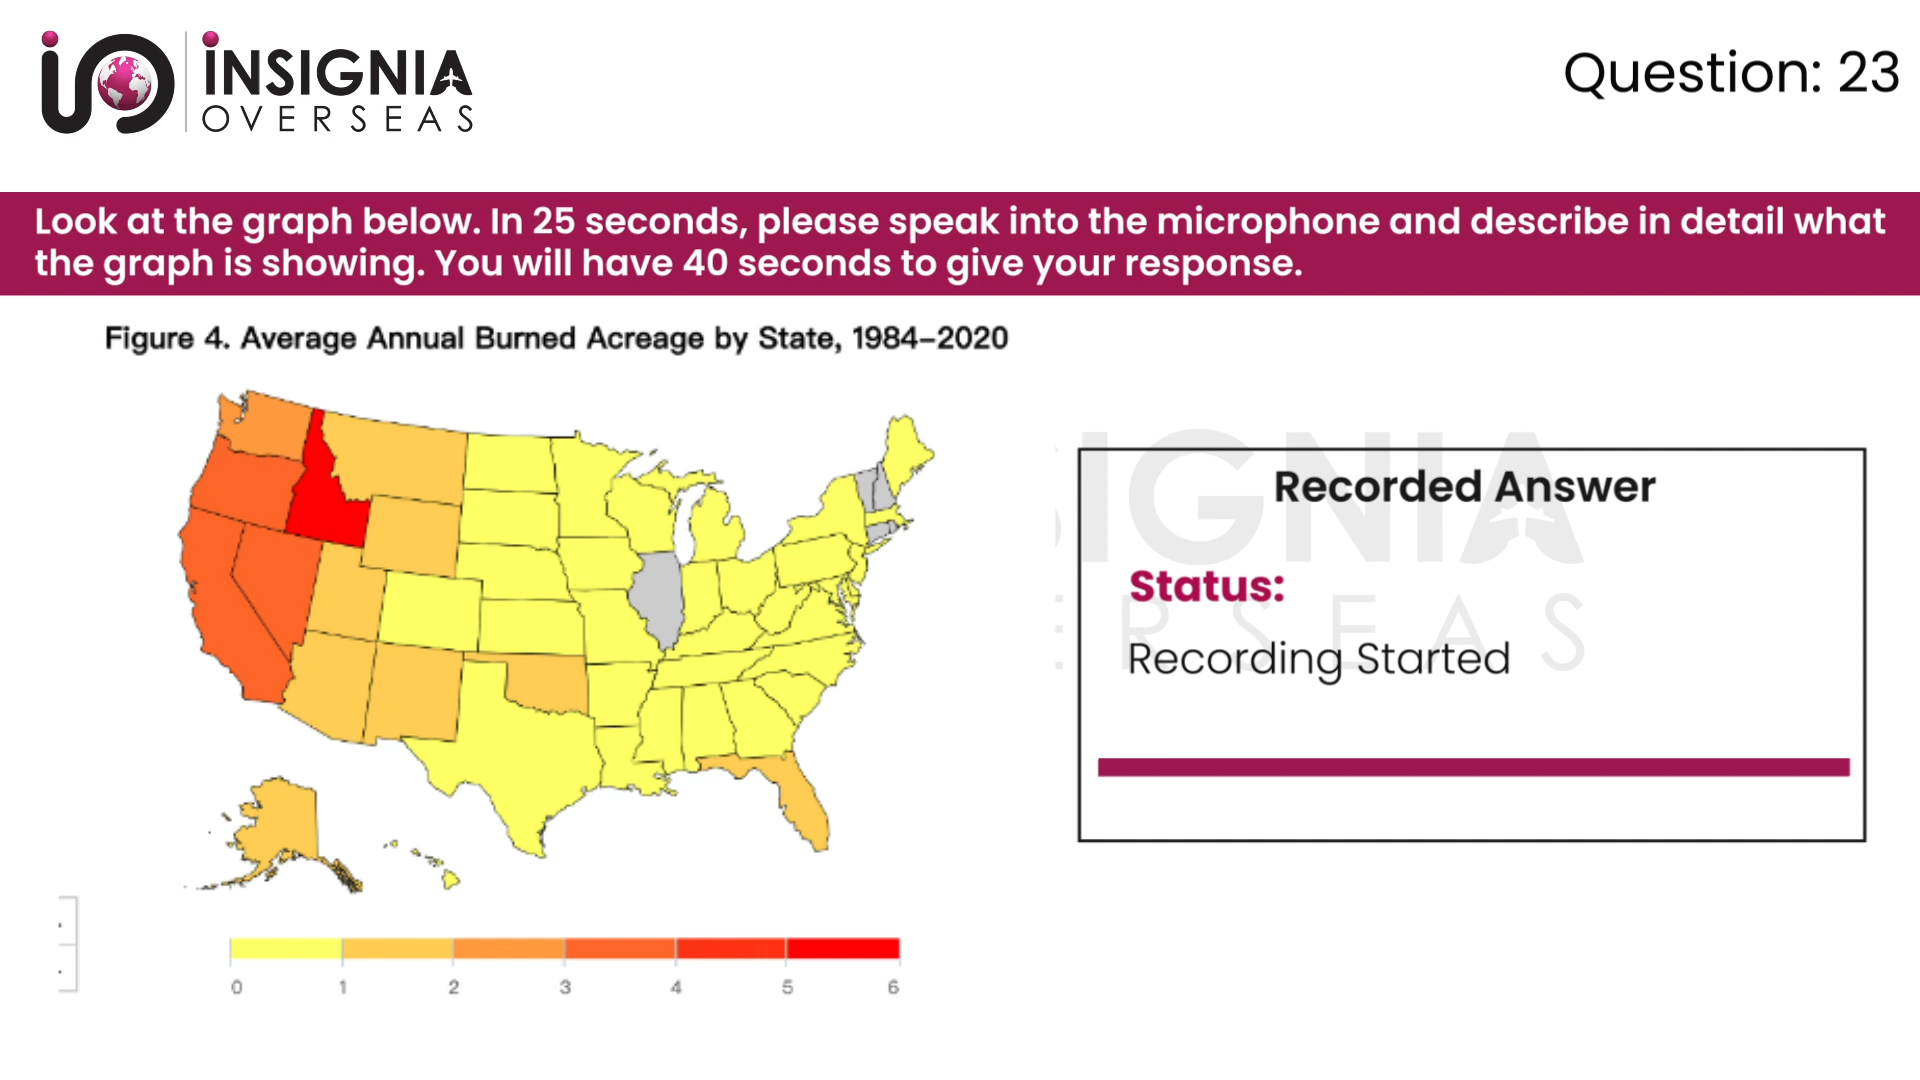 iNSIGNIA
OVERSEAS
Question: 23
Look at the graph below. In 25 seconds, please speak into the microphone and describe in detail what
the graph is showing. You will have 40 seconds to give your response.
Figure 4. Average Annual Burned Acreage by State, 1984–2020
Recorded Answer
Status:
Recording Started
0 1 2 3 4 5 6